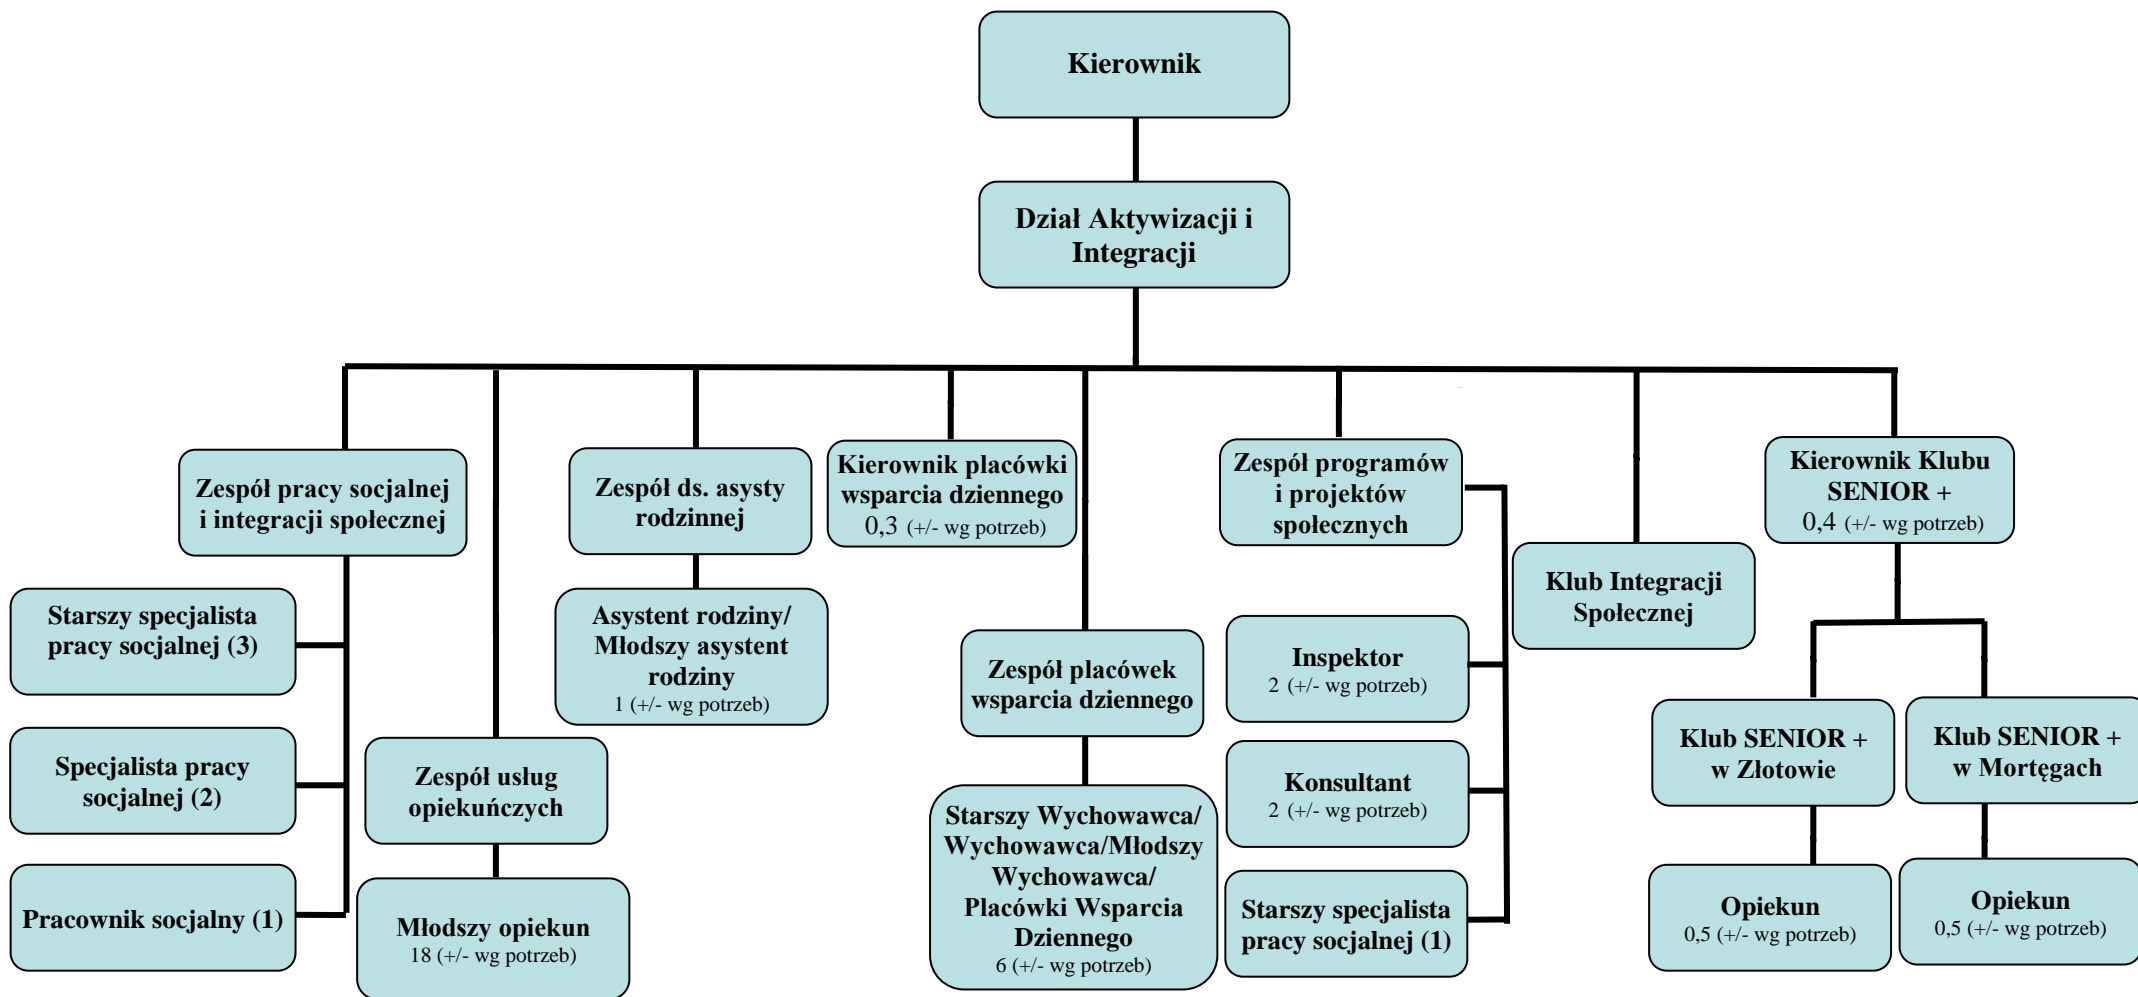 Kierownik
Dział Aktywizacji i
Integracji
Zespół pracy socjalnej
i integracji społecznej
Starszy specjalista
pracy socjalnej (3)
Specjalista pracy
socjalnej (2)
Pracownik socjalny (1)
Zespół usług
opiekuńczych
Młodszy opiekun
18 (+/- wg potrzeb)
Zespół ds. asysty
rodzinnej
Asystent rodziny/
Młodszy asystent
rodziny
1 (+/- wg potrzeb)
Kierownik placówki
wsparcia dziennego
0,3 (+/- wg potrzeb)
Zespół placówek
wsparcia dziennego
Starszy Wychowawca/
Wychowawca/Młodszy
Wychowawca/
Placówki Wsparcia
Dziennego
6 (+/- wg potrzeb)
Zespół programów
i projektów
społecznych
Inspektor
2 (+/- wg potrzeb)
Konsultant
2 (+/- wg potrzeb)
Starszy specjalista
pracy socjalnej (1)
Klub Integracji
Społecznej
Kierownik Klubu
SENIOR +
0,4 (+/- wg potrzeb)
Klub SENIOR +
w Złotowie
Opiekun
0,5 (+/- wg potrzeb)
Klub SENIOR +
w Mortęgach
Opiekun
0,5 (+/- wg potrzeb)